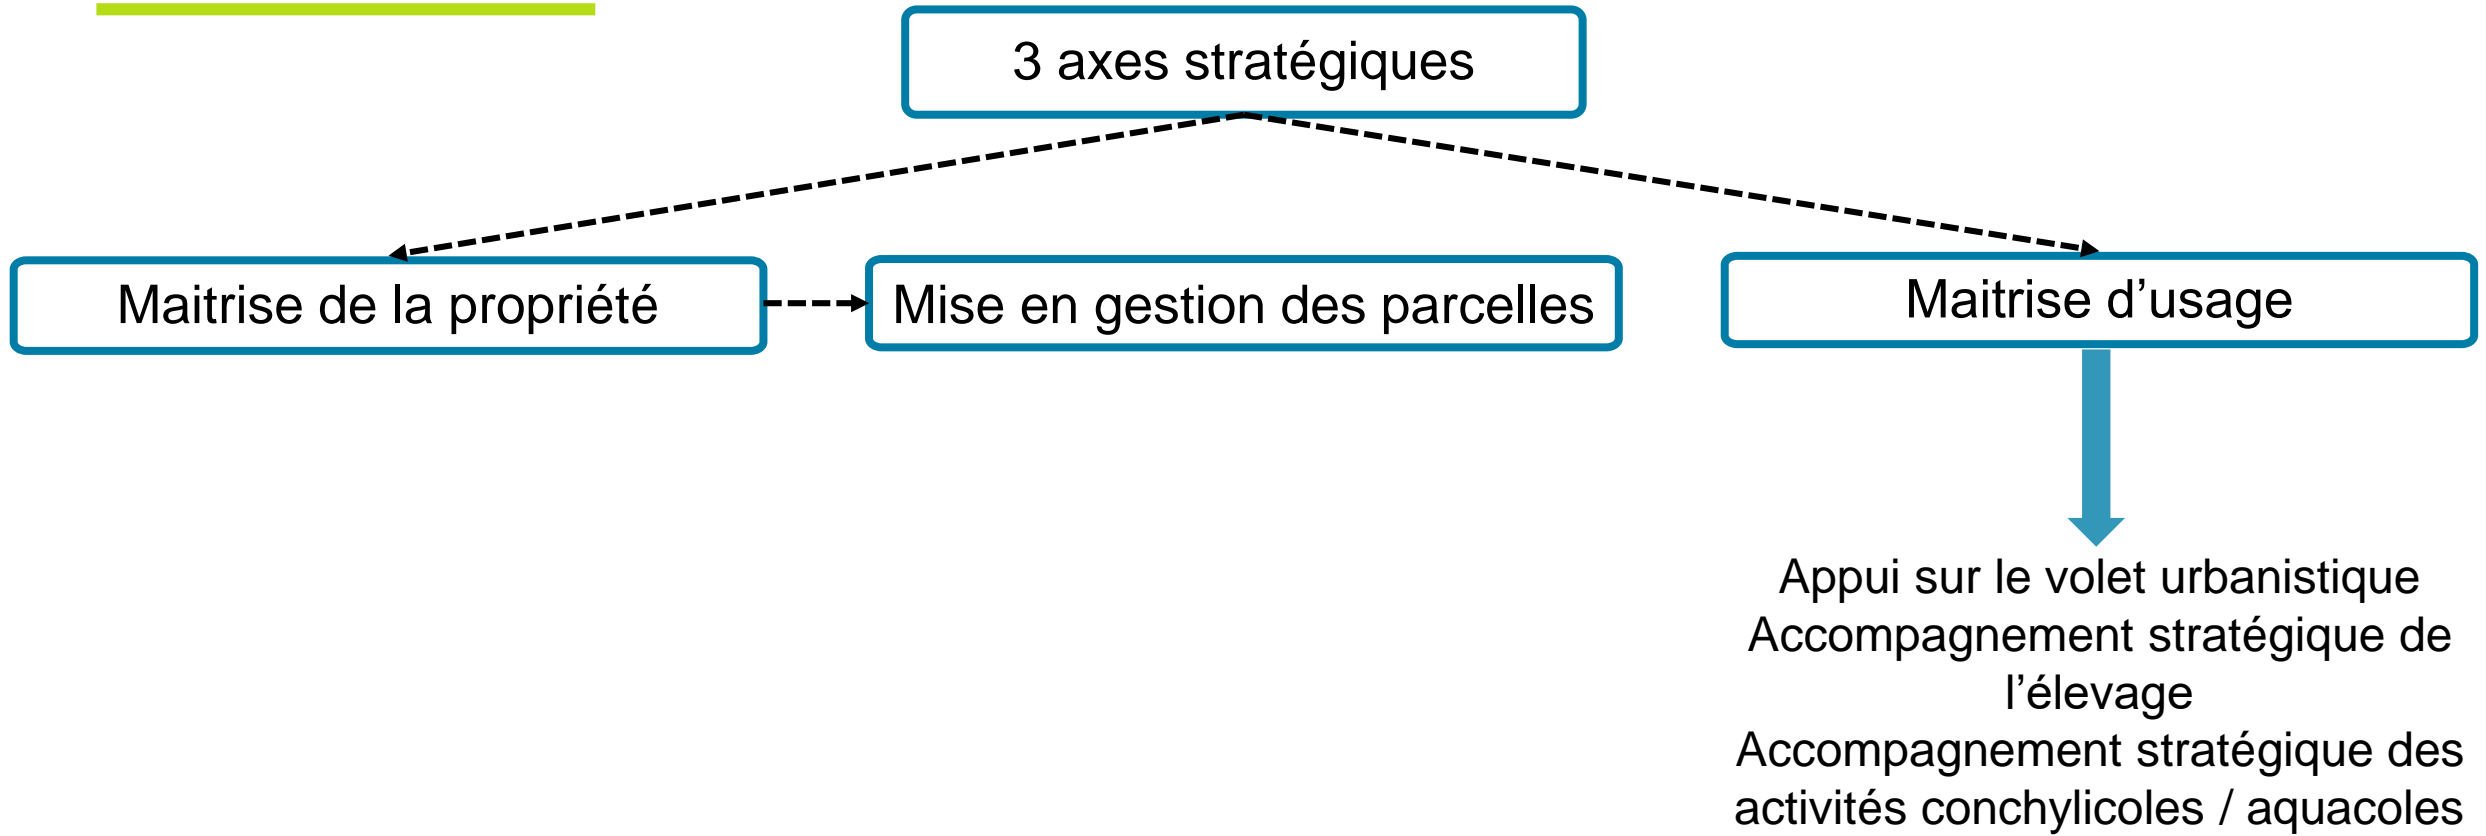 3 axes stratégiques
Maitrise de la propriété
Mise en gestion des parcelles
Maitrise d’usage
Appui sur le volet urbanistique
Accompagnement stratégique de
l’élevage
Accompagnement stratégique des
activités conchylicoles / aquacoles